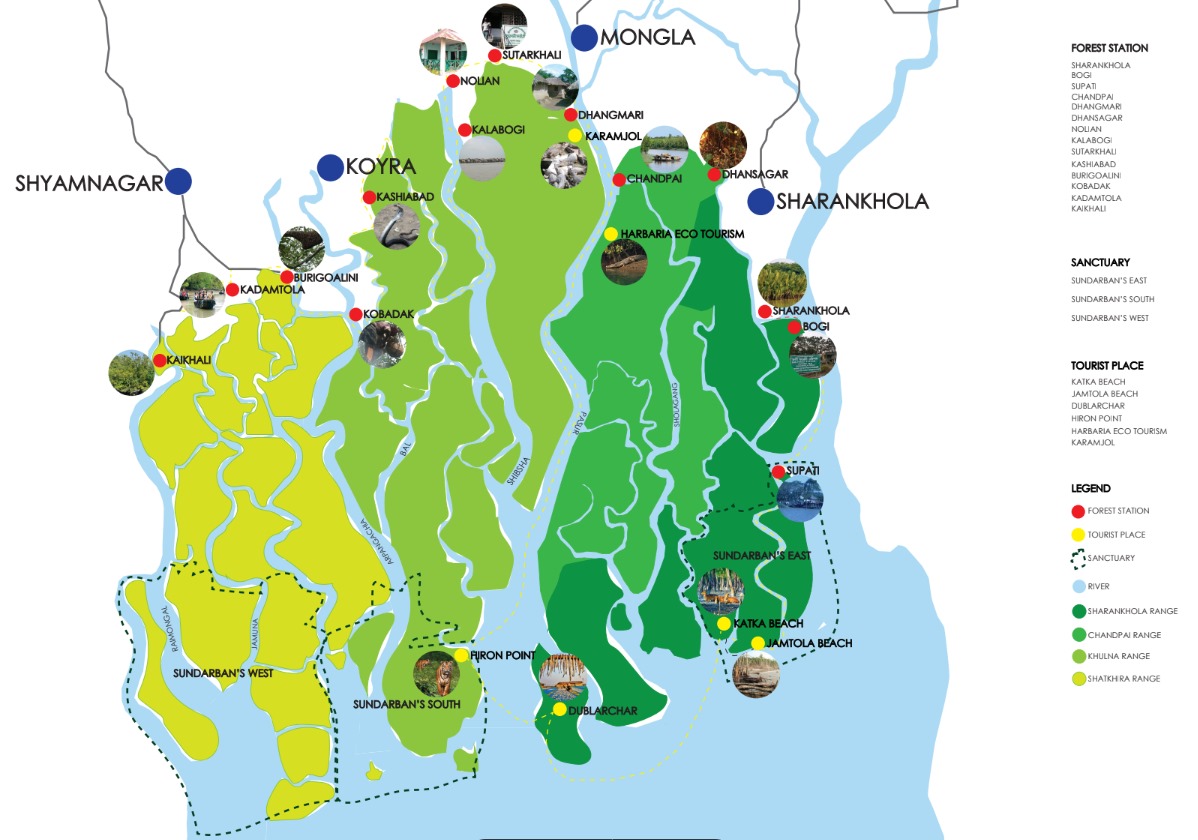 MONGLA
SUTARKHALI
NOLIAN
DHANGMARI
KALABOGI
KARAMJOL
KOYRA
SHYAMNAGAR
CHANDPAI
DHANSAGAR
KASHIABAD
SHARANKHOLA
HARBARIA ECO TOURISM
BURIGOALINI
KADAMTOLA
KOBADAK
SHARANKHOLA
BOGI
KAIKHALI
SHOLAGANG
PASUR
BAL
SHIBSHA
SUPATI
ARPANGACHIA
SUNDARBAN'S EAST
RAIMONGAL
JAMUNA
KATKA BEACH
JAMTOLA BEACH
HIRON POINT
SUNDARBAN'S WEST
SUNDARBAN'S SOUTH
DUBLARCHAR
FOREST STATION
SHARANKHOLA
BOGI
SUPATI
CHANDPAI
DHANGMARI
DHANSAGAR
NOLIAN
KALABOGI
SUTARKHALI
KASHIABAD
BURIGOALINI
KOBADAK
KADAMTOLA
KAIKHALI
SANCTUARY
SUNDARBAN'S EAST
SUNDARBAN'S SOUTH
SUNDARBAN'S WEST
TOURIST PLACE
KATKA BEACH
JAMTOLA BEACH
DUBLARCHAR
HIRON POINT
HARBARIA ECO TOURISM
KARAMJOL
LEGEND
FOREST STATION
TOURIST PLACE
SANCTUARY
RIVER
SHARANKHOLA RANGE
CHANDPAI RANGE
KHULNA RANGE
SHATKHIRA RANGE